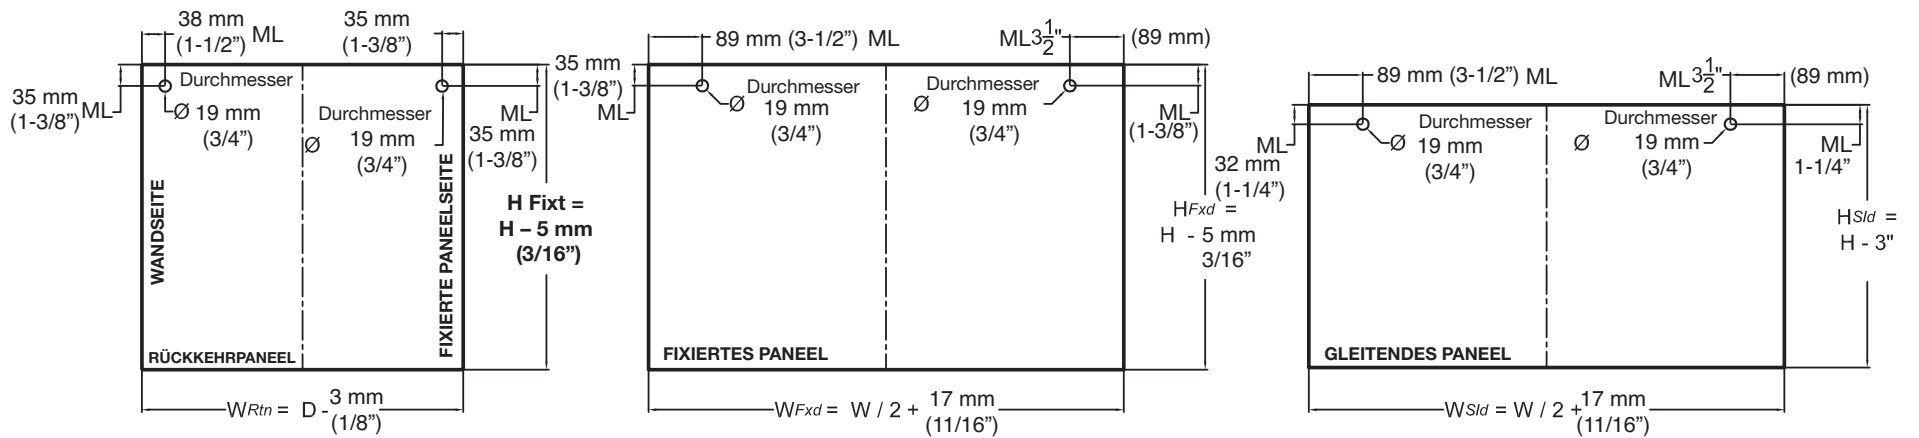 38 mm
(1-1/2”) ML
35 mm
(1-3/8”)
35 mm
(1-3/8”) ML
Durchmesser
Ø 19 mm
(3/4”)
Durchmesser
Ø 19 mm
(3/4”)
ML
35 mm
(1-3/8”)
WANDSEITE
FIXIERTE PANEELSEITE
H Fixt =
H – 5 mm
(3/16”)
RÜCKKEHRPANEEL
WRtn = D - 3 mm
(1/8”)
89 mm (3-1/2”) ML
ML 3 1/2" (89 mm)
35 mm
(1-3/8”)
ML
Durchmesser
Ø 19 mm
(3/4”)
Durchmesser
Ø 19 mm
(3/4”)
ML
(1-3/8”)
HFxd =
H - 5 mm
3/16”
FIXIERTES PANEEL
WFxd = W / 2 + 17 mm
(11/16”)
89 mm (3-1/2”) ML
ML 3 1/2" (89 mm)
ML
32 mm
(1-1/4”)
Durchmesser
Ø 19 mm
(3/4”)
Durchmesser
Ø 19 mm
(3/4”)
ML
1-1/4”
HSld =
H - 3"
GLEITENDES PANEEL
WSld = W / 2 + 17 mm
(11/16”)